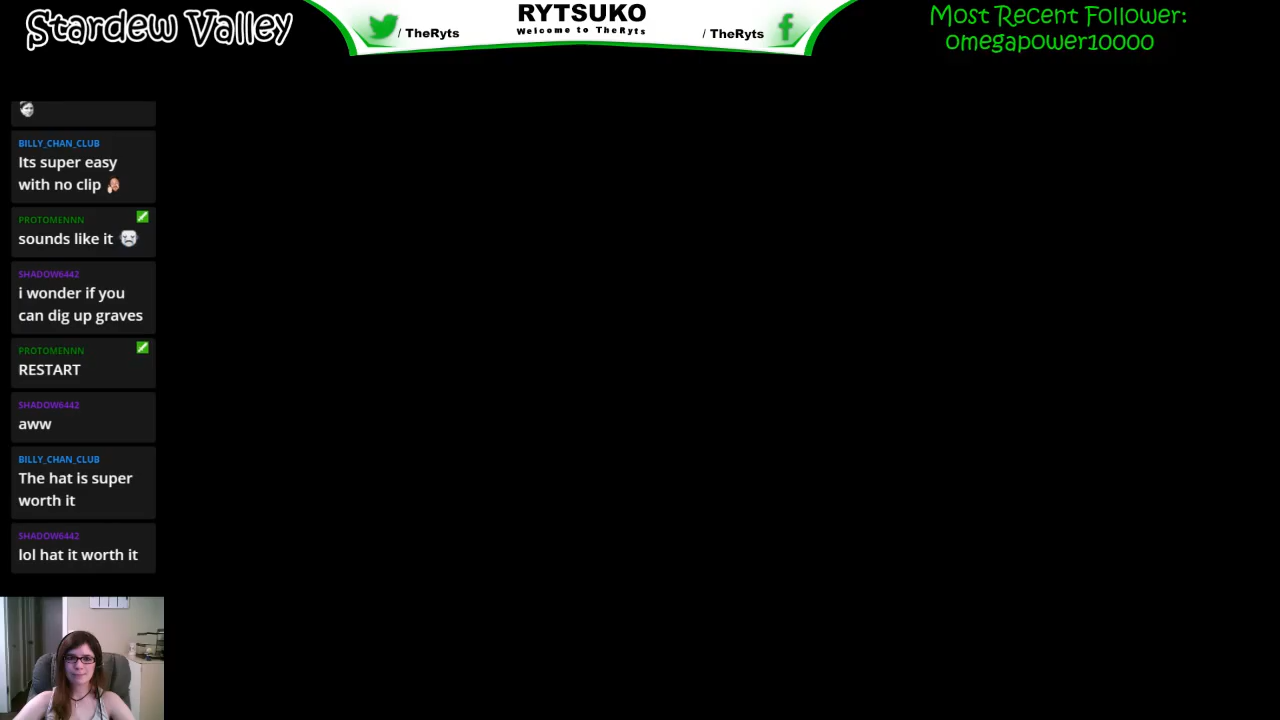 Stardew Valley
RYTSUKO
Welcome to TheRyts
/ TheRyts
/ TheRyts
Most Recent Follower:
omegapower10000
BILLY_CHAN_CLUB
Its super easy
with no clip
PROTOMENNN
sounds like it
SHADOW6442
i wonder if you
can dig up graves
PROTOMENNN
RESTART
SHADOW6442
aww
BILLY_CHAN_CLUB
The hat is super
worth it
SHADOW6442
lol hat it worth it